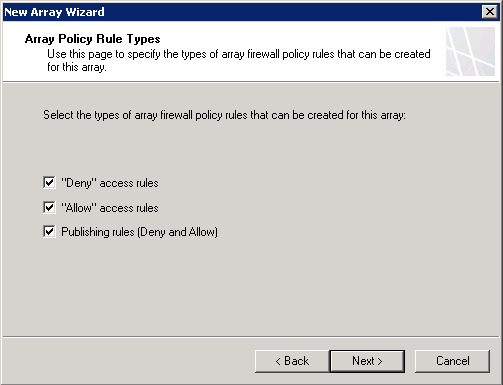 New Array Wizard
Array Policy Rule Types
Use this page to specify the types of array firewall policy rules that can be created
for this array.
Select the types of array firewall policy rules that can be created for this array:
"Deny" access rules
"Allow" access rules
Publishing rules (Deny and Allow)
< Back Next > Cancel